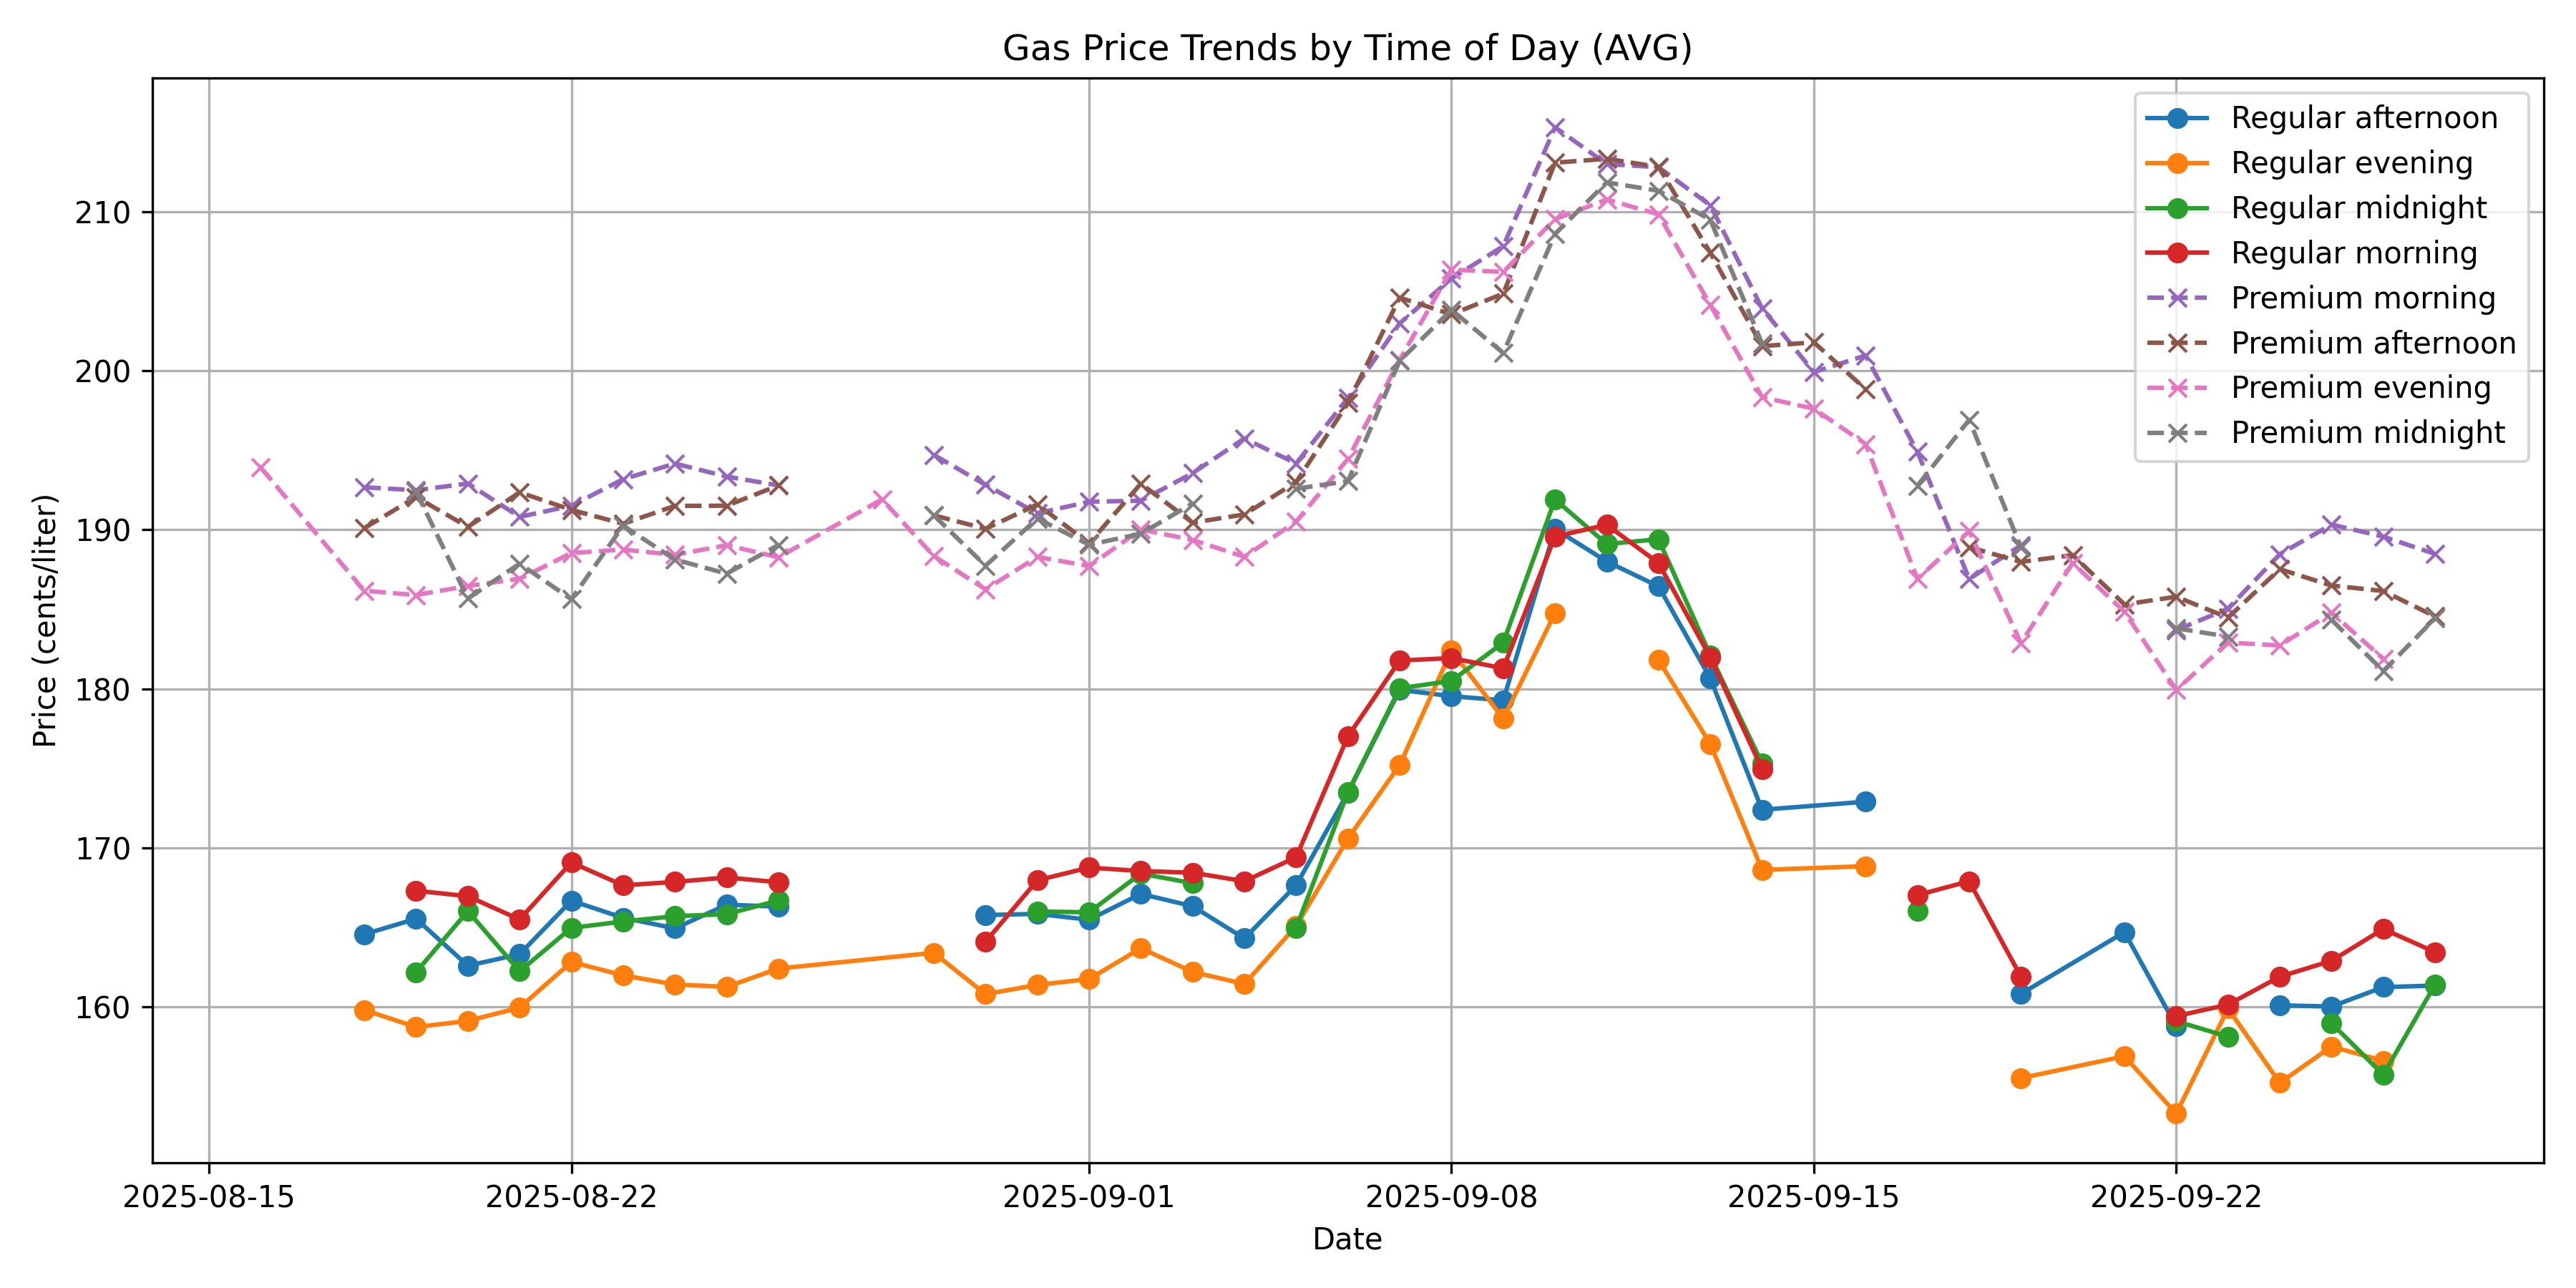 Gas Price Trends by Time of Day (AVG)
Regular afternoon
Regular evening
Regular midnight
Regular morning
Premium morning
Premium afternoon
Premium evening
Premium midnight
Price (cents/liter)
210
200
190
180
170
160
2025-08-15 2025-08-22 2025-09-01 2025-09-08 2025-09-15 2025-09-22
Date